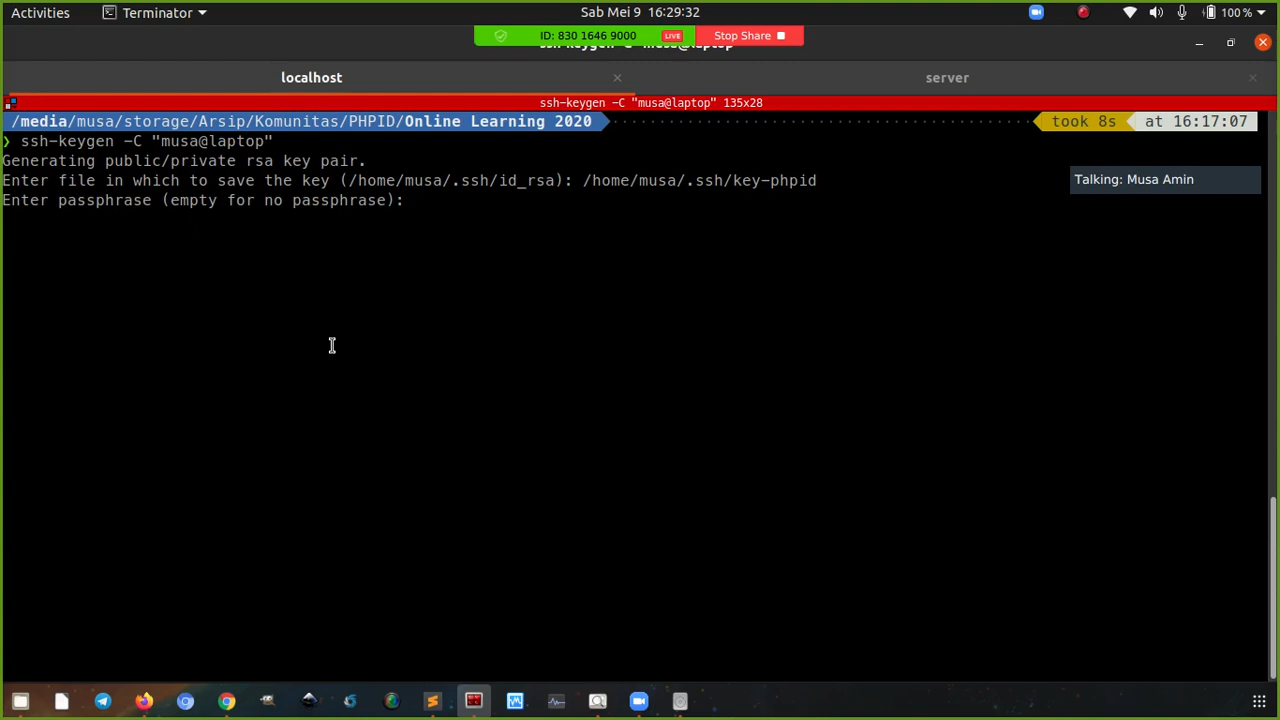 Activities
Terminator
Sab Mei 9 16:29:32
100 %
ID: 830 1646 9000
LIVE
Stop Share
localhost
server
ssh-keygen -C "musa@laptop" 135x28
/media/musa/storage/Arsip/Komunitas/PHPID/Online Learning 2020
took 8s
at 16:17:07
❯ ssh-keygen -C "musa@laptop"
Generating public/private rsa key pair.
Enter file in which to save the key (/home/musa/.ssh/id_rsa): /home/musa/.ssh/key-phpid
Talking: Musa Amin
Enter passphrase (empty for no passphrase):